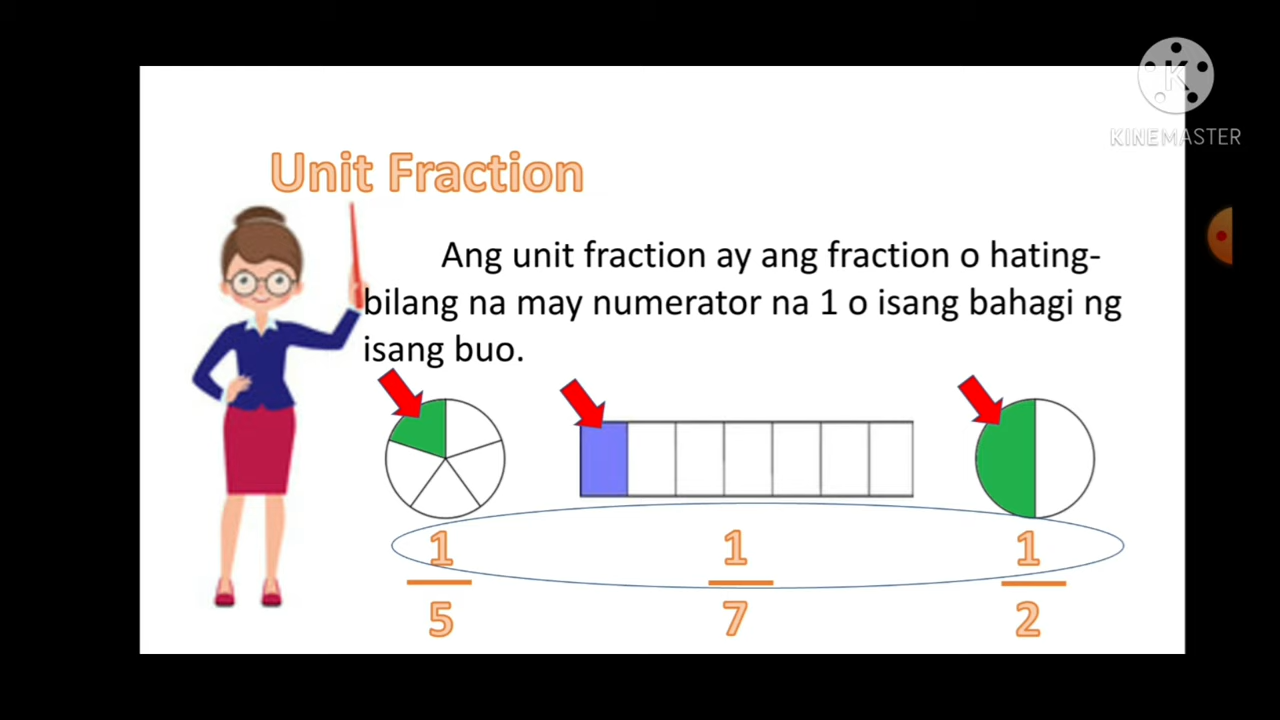 K
KINEMASTER
Unit Fraction
Ang unit fraction ay ang fraction o hating-
bilang na may numerator na 1 o isang bahagi ng
isang buo.
1 1 1
5 7 2